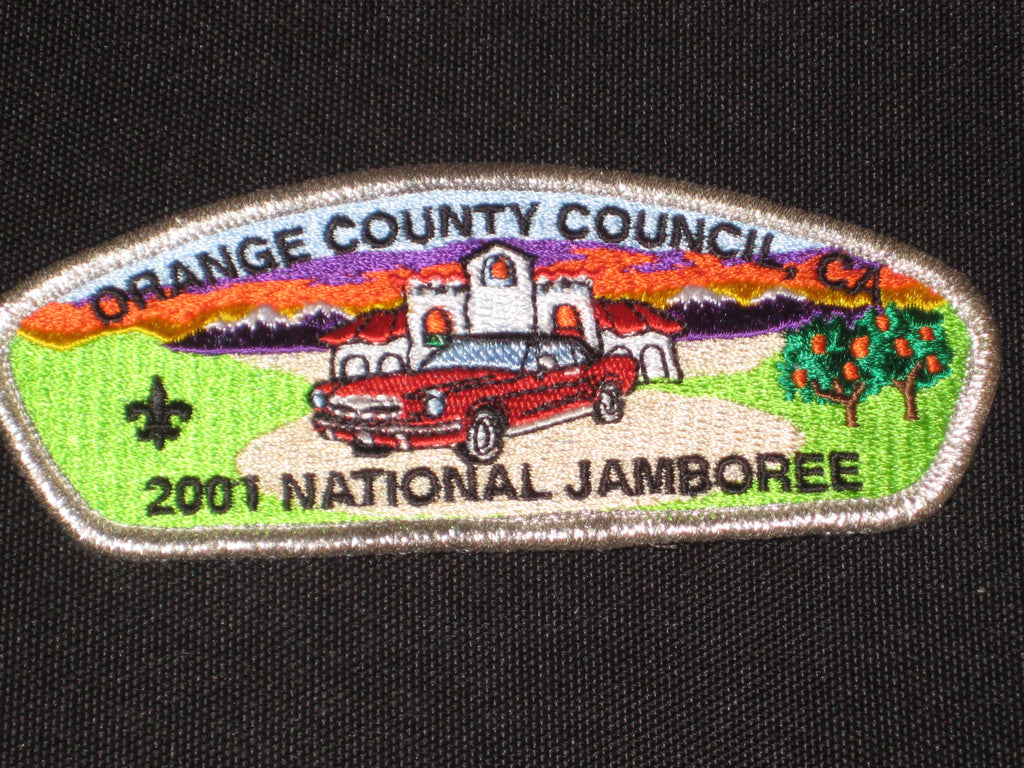 ORANGE COUNTY COUNCIL, CA
2001 NATIONAL JAMBOREE